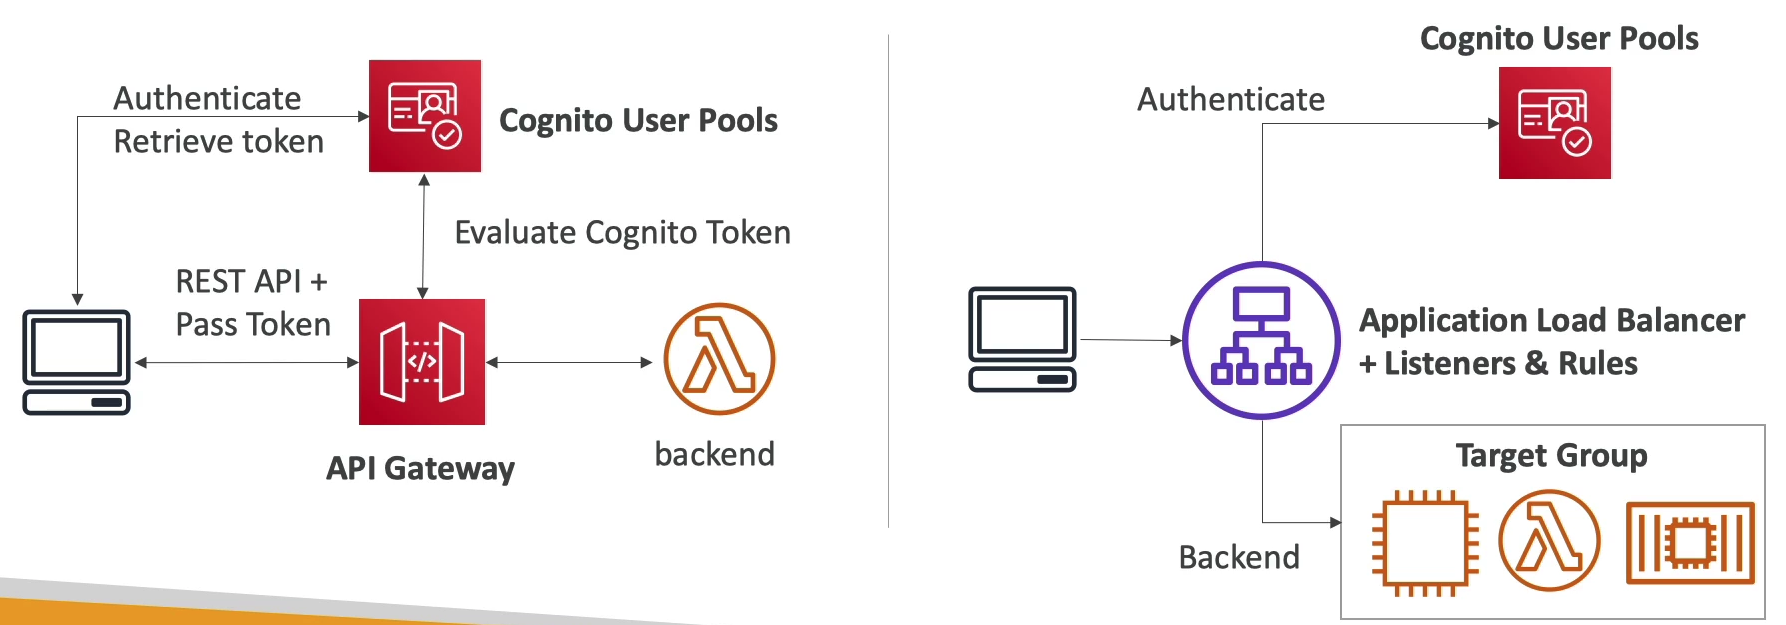 Authenticate
Retrieve token
Cognito User Pools
Evaluate Cognito Token
REST API +
Pass Token
</>
API Gateway
backend
Cognito User Pools
Authenticate
Application Load Balancer
+ Listeners & Rules
Target Group
Backend